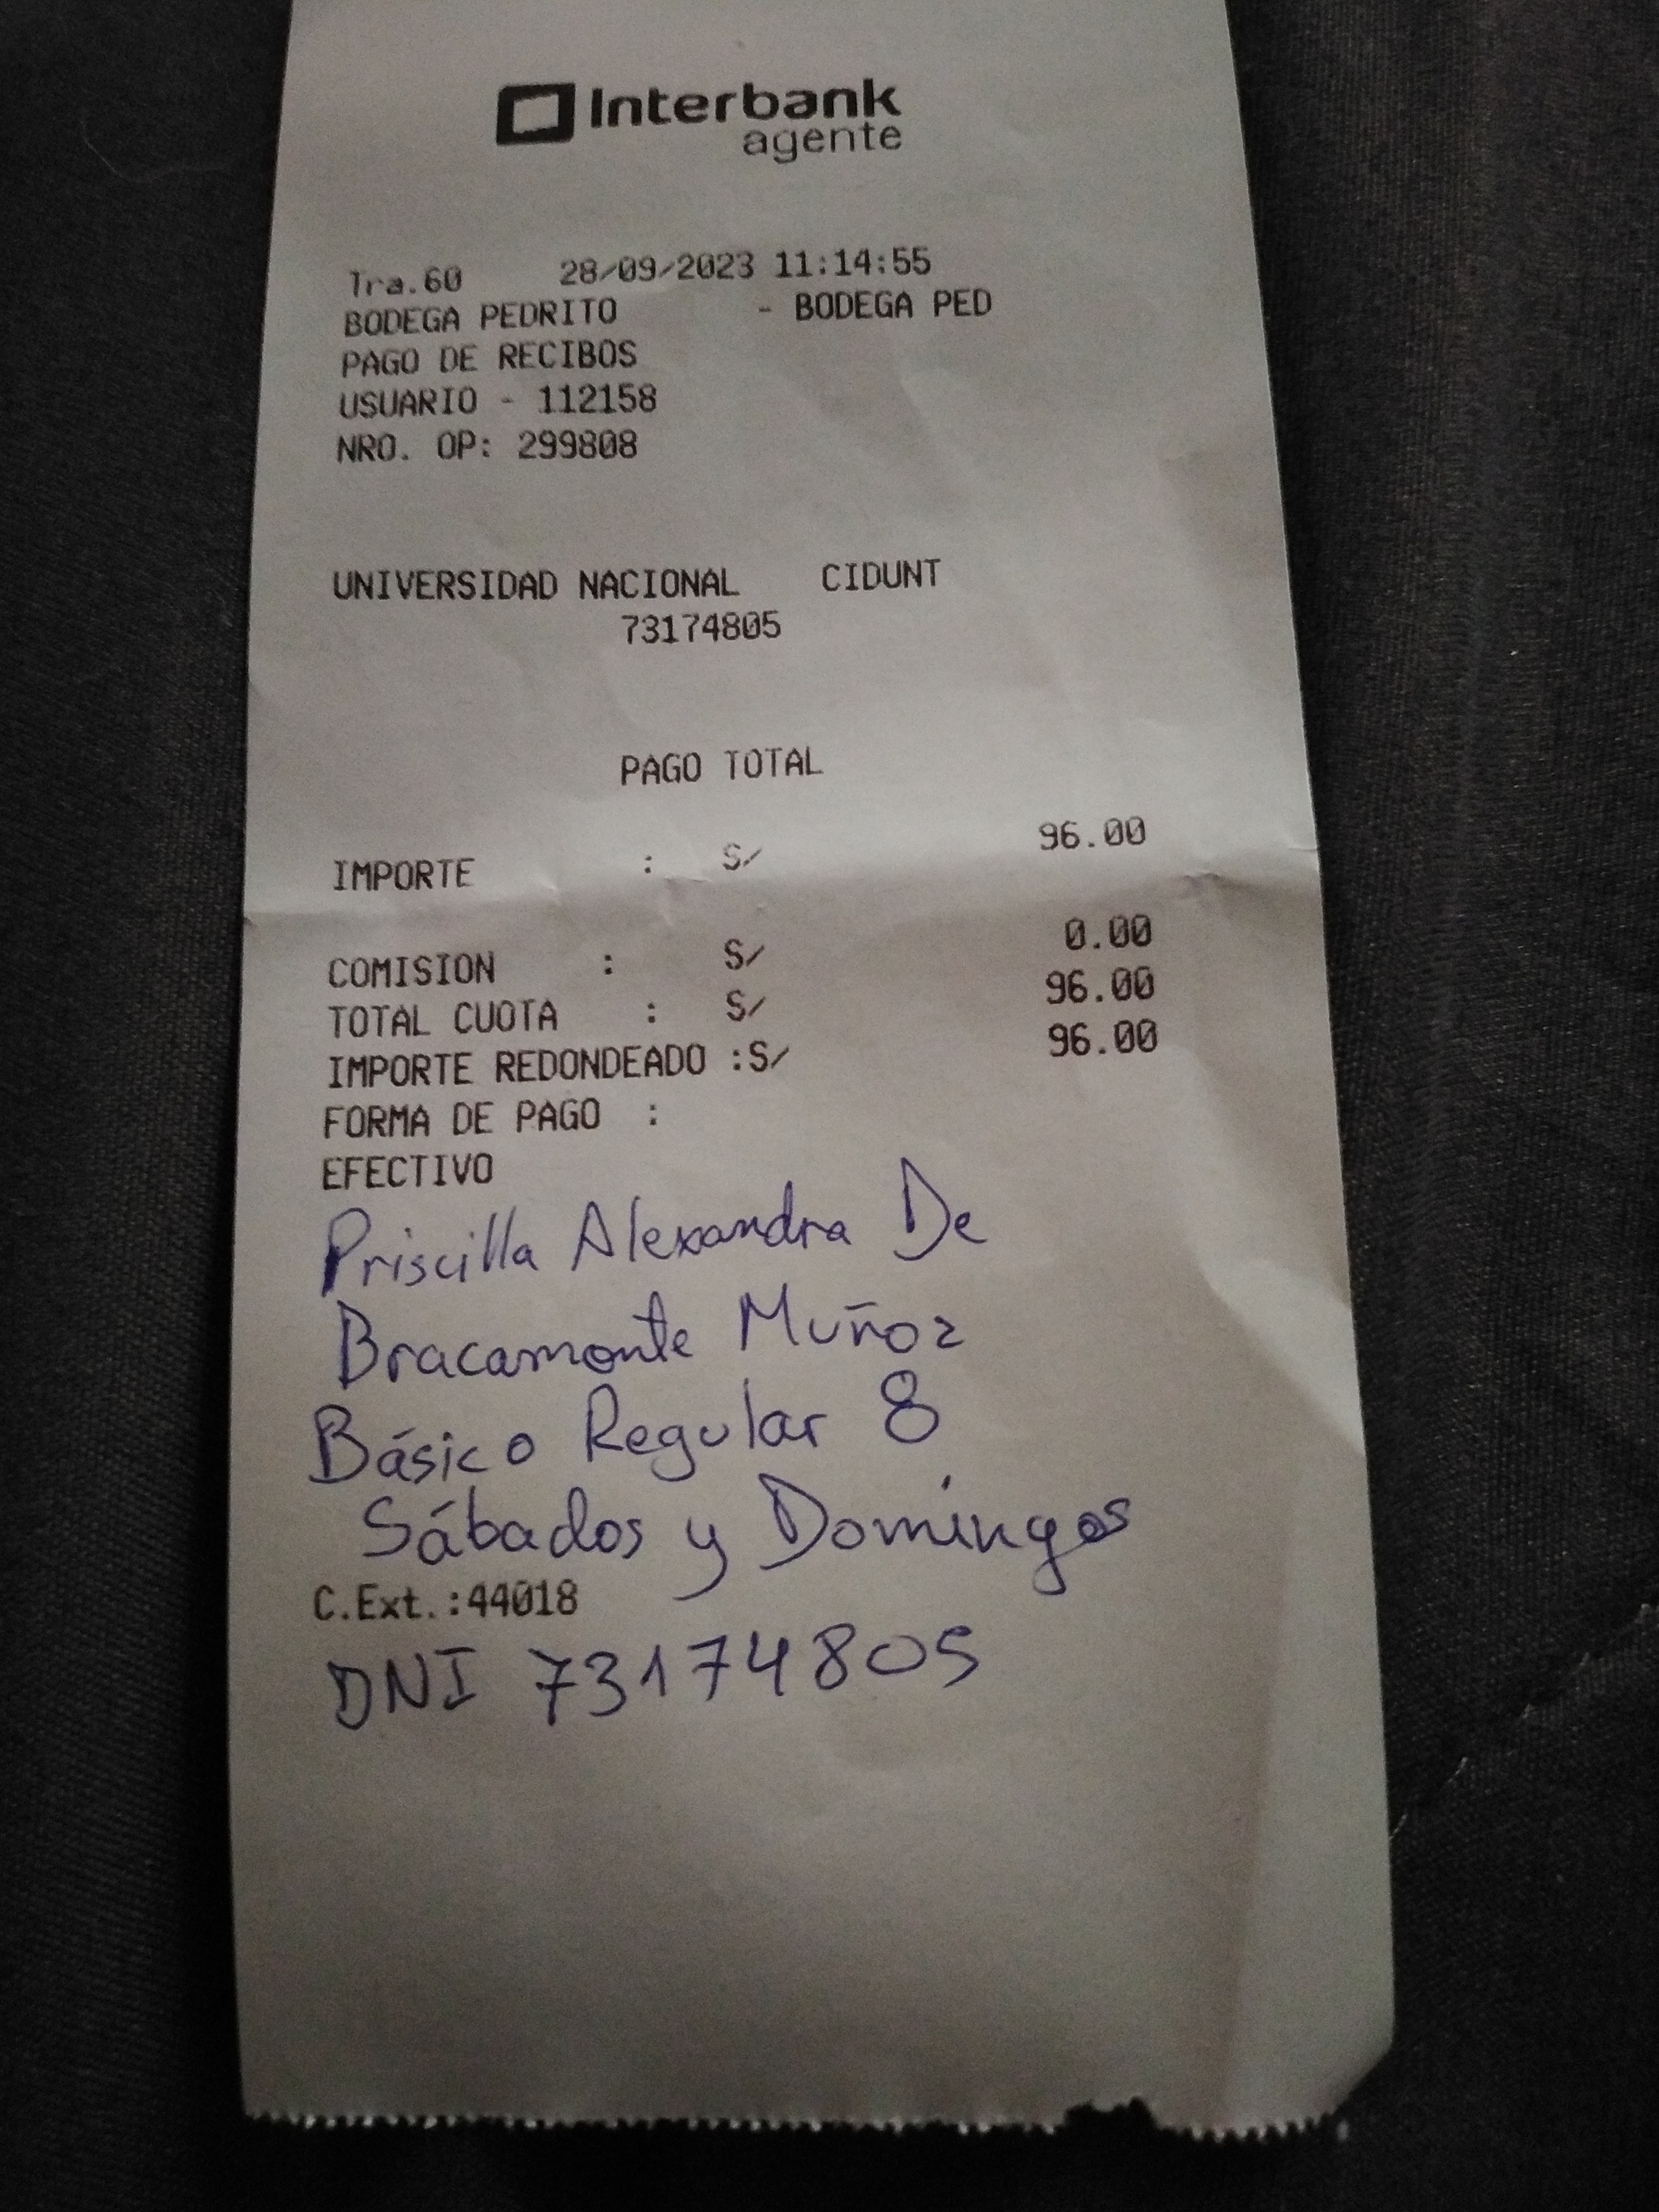 Interbank
agente
Tra.60 28/09/2023 11:14:55
BODEGA PEDRITO - BODEGA PED
PAGO DE RECIBOS
USUARIO - 112158
NRO. OP: 299808
UNIVERSIDAD NACIONAL CIDUNT
73174805
PAGO TOTAL
IMPORTE : S/ 96.00
COMISION : S/ 0.00
TOTAL CUOTA : S/ 96.00
IMPORTE REDONDEADO :S/ 96.00
FORMA DE PAGO :
EFECTIVO
Priscilla Alexandra De
Bracamonte Muñoz
Básico Regular 8
Sábados y Domingos
C.Ext.:44018
DNI 73174805